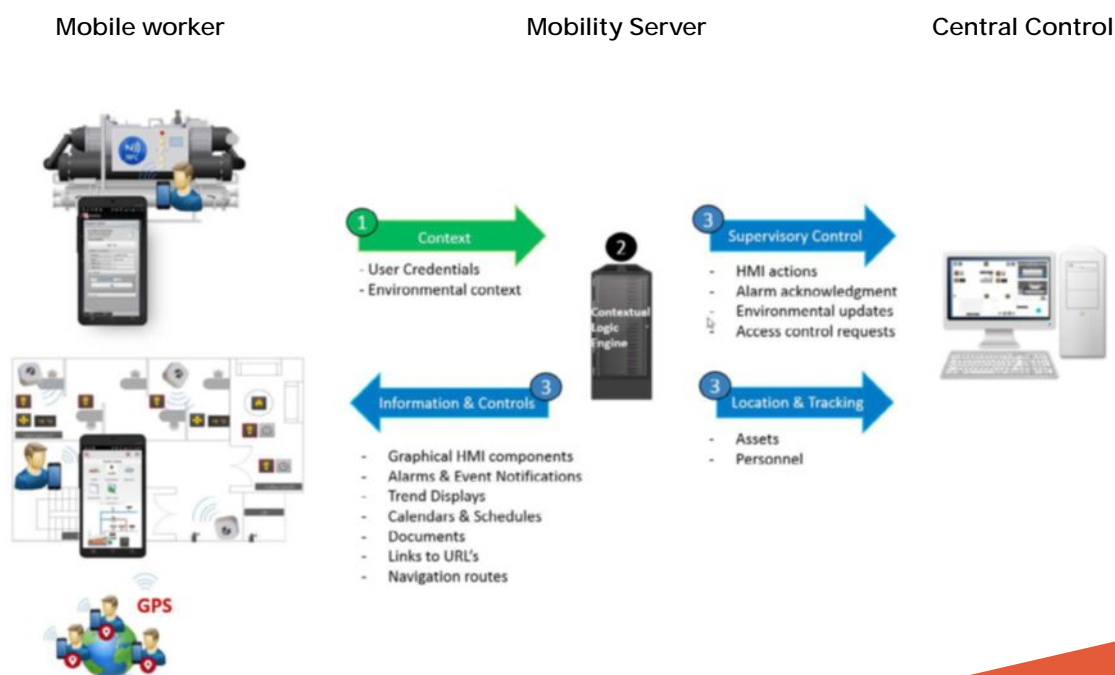 Mobile worker
Mobility Server
Central Control
NFC
1
Context
- User Credentials
- Environmental context
2
Contextual
Logic
Engine
3
Supervisory Control
- HMI actions
- Alarm acknowledgment
- Environmental updates
- Access control requests
Information & Controls
3
- Graphical HMI components
- Alarms & Event Notifications
- Trend Displays
- Calendars & Schedules
- Documents
- Links to URL's
- Navigation routes
3
Location & Tracking
- Assets
- Personnel
GPS